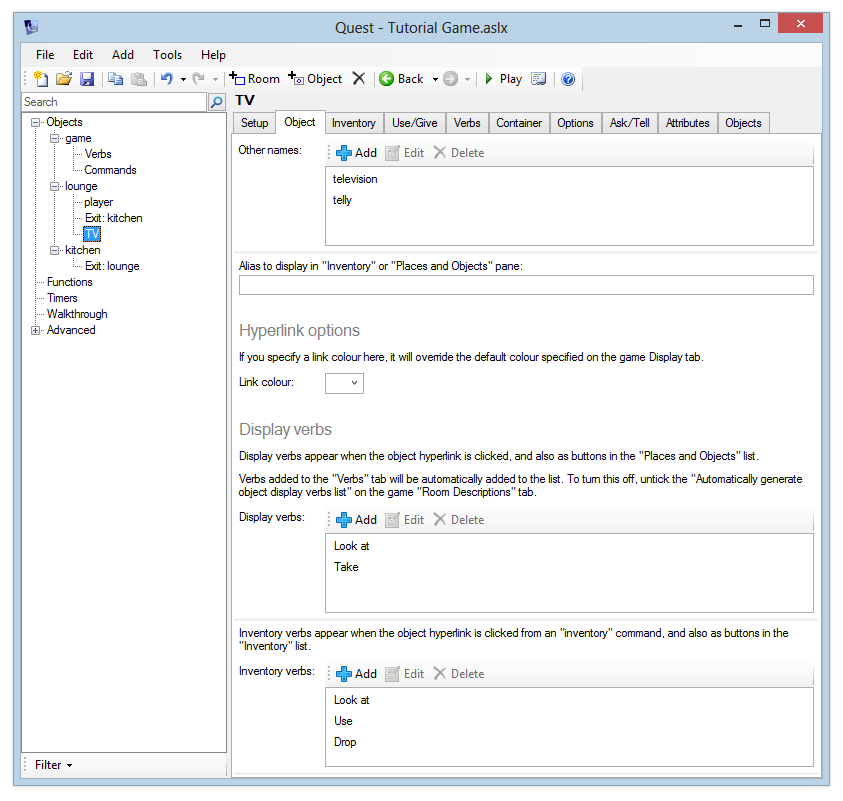 Quest - Tutorial Game.aslx
File Edit Add Tools Help
Room Object Back Play
Search
TV
Setup Object Inventory Use/Give Verbs Container Options Ask/Tell Attributes Objects
Objects
game
Verbs
Commands
lounge
player
Exit: kitchen
TV
kitchen
Exit: lounge
Functions
Timers
Walkthrough
Advanced
Filter
Other names: Add Edit Delete
television
telly
Alias to display in "Inventory" or "Places and Objects" pane:
Hyperlink options
If you specify a link colour here, it will override the default colour specified on the game Display tab.
Link colour:
Display verbs
Display verbs appear when the object hyperlink is clicked, and also as buttons in the "Places and Objects" list.
Verbs added to the "Verbs" tab will be automatically added to the list. To turn this off, untick the "Automatically generate
object display verbs list" on the game "Room Descriptions" tab.
Display verbs: Add Edit Delete
Look at
Take
Inventory verbs appear when the object hyperlink is clicked from an "inventory" command, and also as buttons in the
"Inventory" list.
Inventory verbs: Add Edit Delete
Look at
Use
Drop